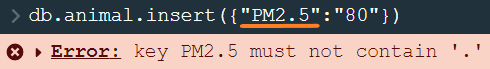 > db.animal.insert({"PM2.5":"80"})
Error: key PM2.5 must not contain '.'